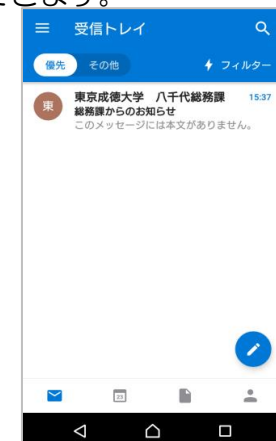 きます。
受信トレイ
優先 その他 フィルター
東 東京成徳大学 八千代総務課 15:37
総務課からのお知らせ
このメッセージには本文がありません。
23